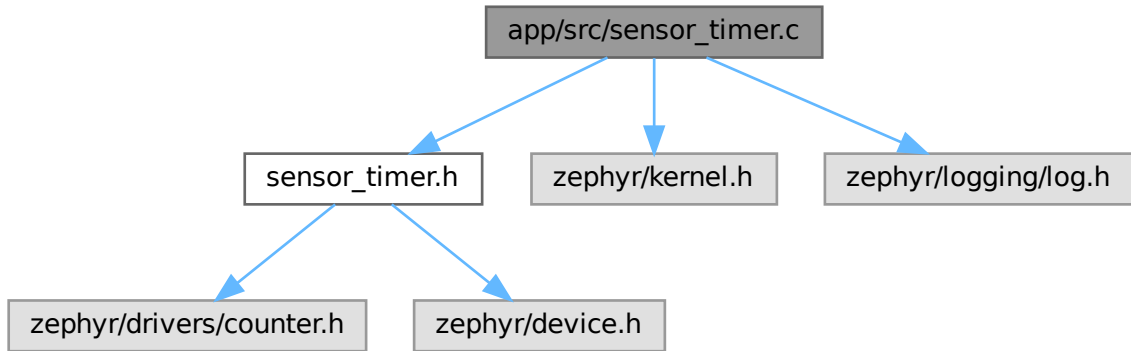 app/src/sensor_timer.c
sensor_timer.h
zephyr/kernel.h
zephyr/logging/log.h
zephyr/drivers/counter.h
zephyr/device.h